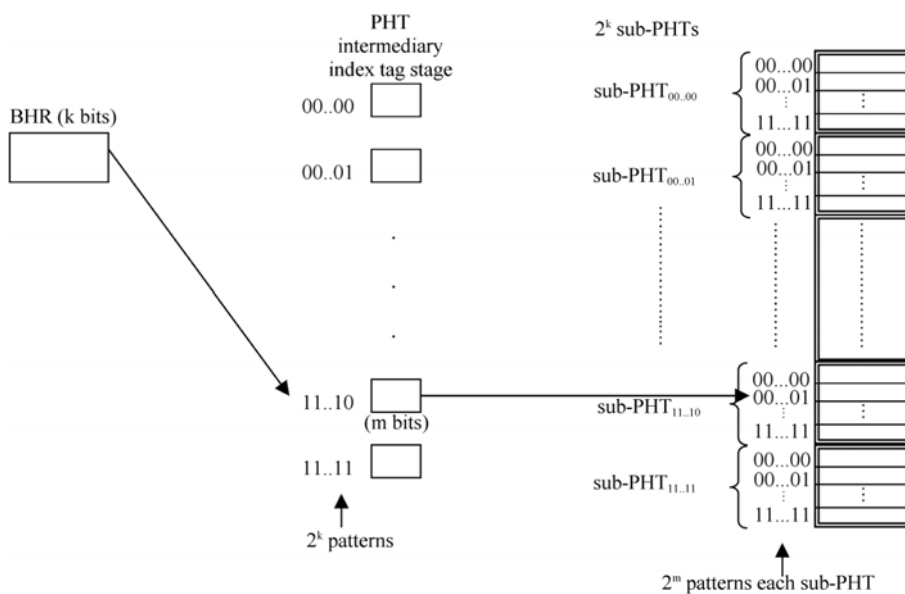 PHT
intermediary
index tag stage
2ᵏ sub-PHTs
BHR (k bits)
00..00
00..01
11..10
(m bits)
11..11
2ᵏ patterns
sub-PHT₀₀..₀₀
00...00
00...01
11...11
sub-PHT₀₀..₀₁
00...00
00...01
11...11
sub-PHT₁₁..₁₀
00...00
00...01
11...11
sub-PHT₁₁..₁₁
00...00
00...01
11...11
2ᵐ patterns each sub-PHT